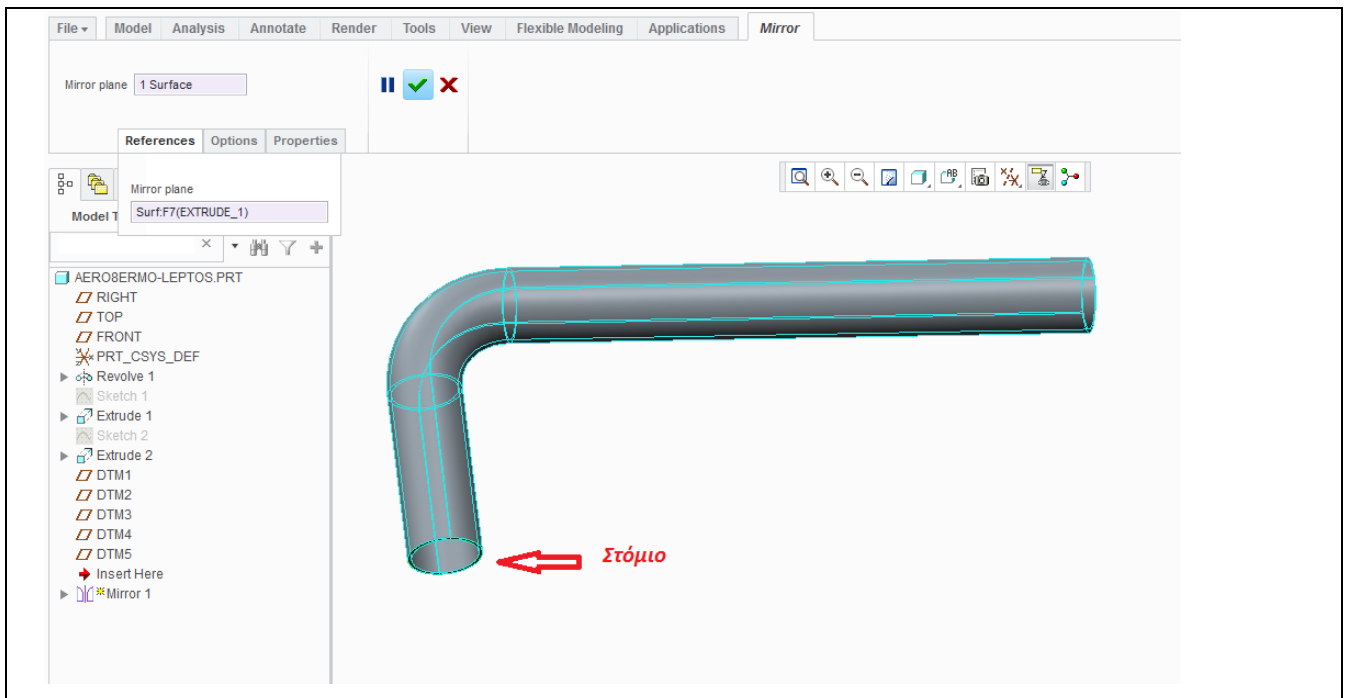 File Model Analysis Annotate Render Tools View Flexible Modeling Applications Mirror
Mirror plane 1 Surface
References Options Properties
Mirror plane
Surf:F7(EXTRUDE_1)
Model T
AERO8ERMO-LEPTOS.PRT
RIGHT
TOP
FRONT
PRT_CSYS_DEF
Revolve 1
Sketch 1
Extrude 1
Sketch 2
Extrude 2
DTM1
DTM2
DTM3
DTM4
DTM5
Insert Here
Mirror 1
Στόμιο